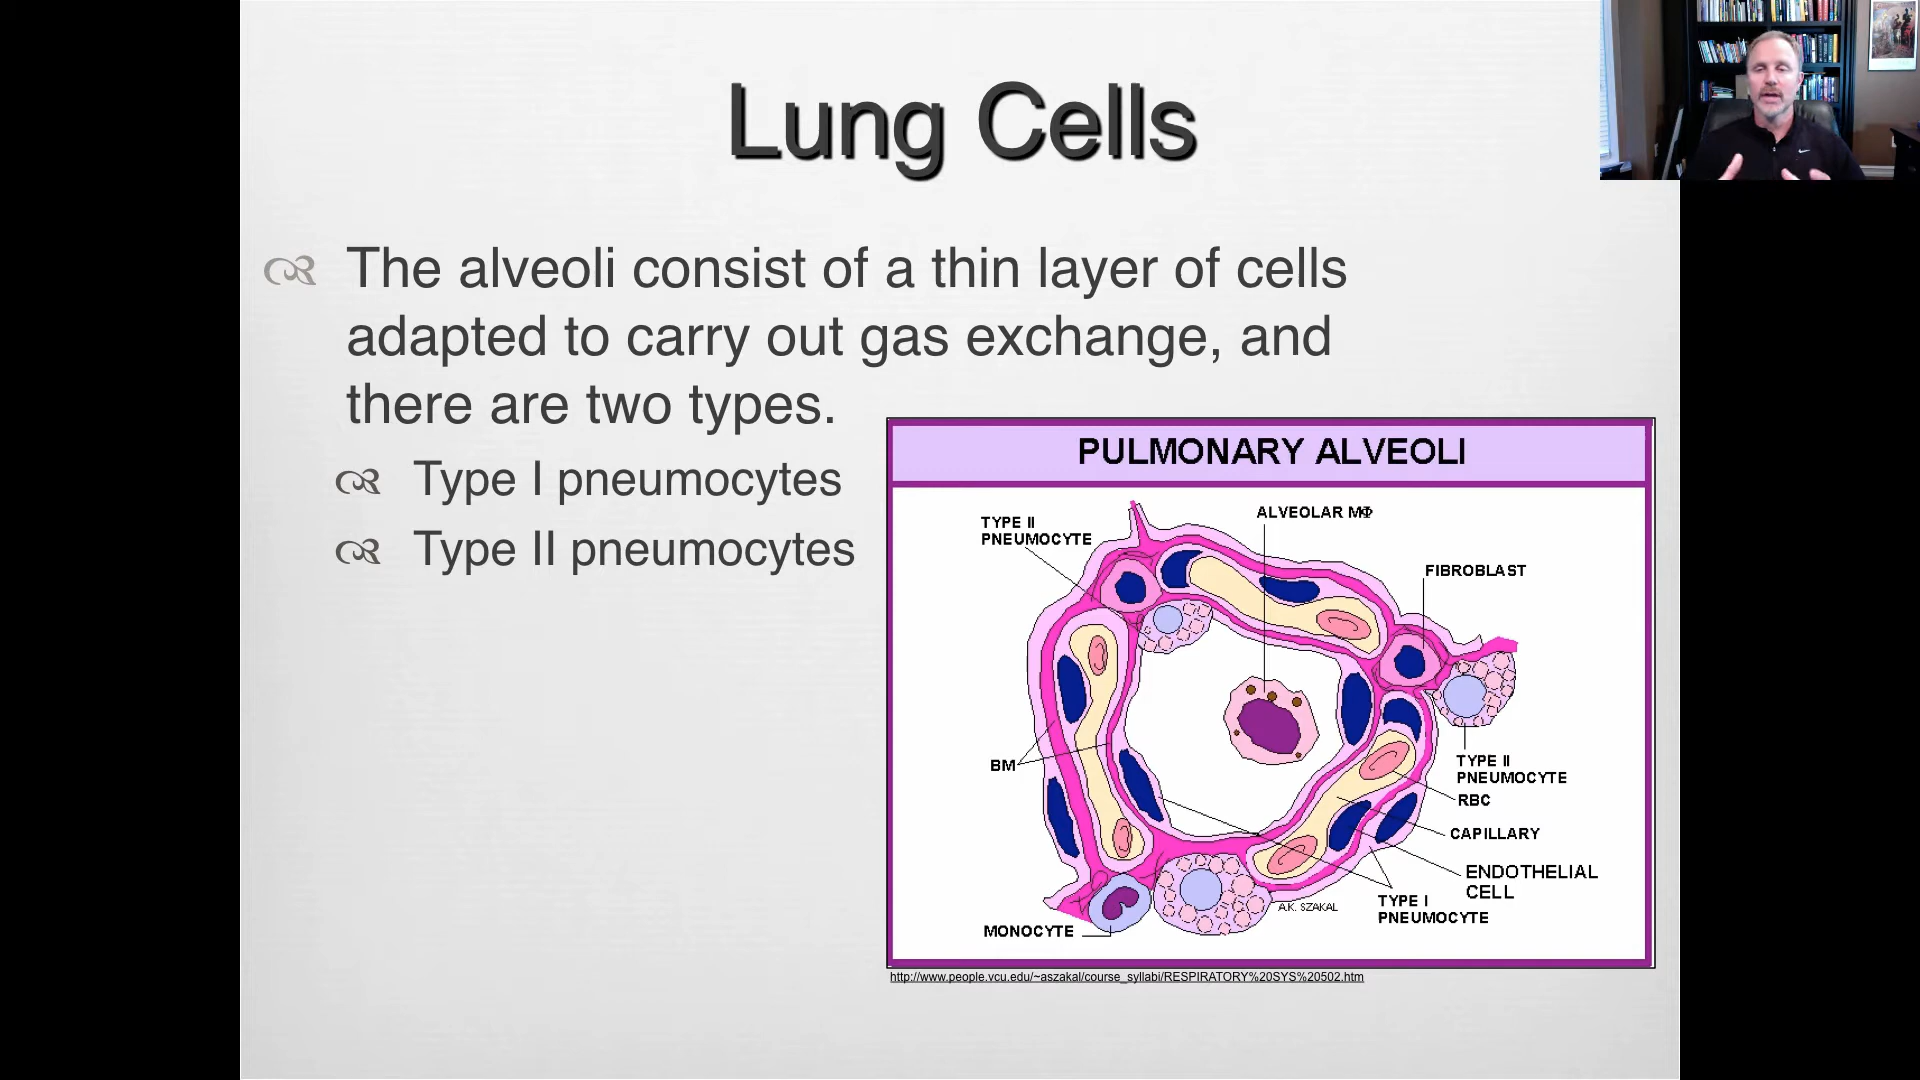 Lung Cells
The alveoli consist of a thin layer of cells
adapted to carry out gas exchange, and
there are two types.
Type I pneumocytes
Type II pneumocytes
PULMONARY ALVEOLI
TYPE II
PNEUMOCYTE
ALVEOLAR MΦ
FIBROBLAST
BM
TYPE II
PNEUMOCYTE
RBC
CAPILLARY
ENDOTHELIAL
CELL
TYPE I
PNEUMOCYTE
A.K. SZAKAL
MONOCYTE
http://www.people.vcu.edu/~aszakal/course_syllabi/RESPIRATORY%20SYS%20502.htm